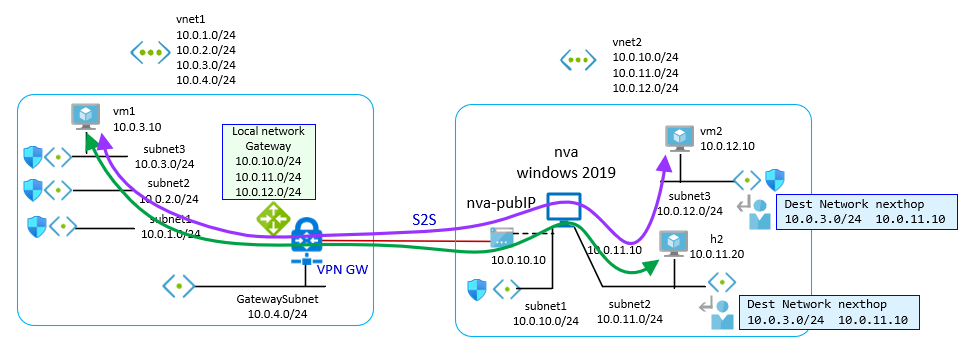 vnet1
10.0.1.0/24
10.0.2.0/24
10.0.3.0/24
10.0.4.0/24
vnet2
10.0.10.0/24
10.0.11.0/24
10.0.12.0/24
vm1
10.0.3.10
subnet3
10.0.3.0/24
subnet2
10.0.2.0/24
subnet1
10.0.1.0/24
Local network
Gateway
10.0.10.0/24
10.0.11.0/24
10.0.12.0/24
VPN GW
GatewaySubnet
10.0.4.0/24
S2S
nva
windows 2019
nva-pubIP
10.0.10.10
10.0.11.10
vm2
10.0.12.10
subnet3
10.0.12.0/24
Dest Network nexthop
10.0.3.0/24 10.0.11.10
h2
10.0.11.20
subnet1
10.0.10.0/24
subnet2
10.0.11.0/24
Dest Network nexthop
10.0.3.0/24 10.0.11.10